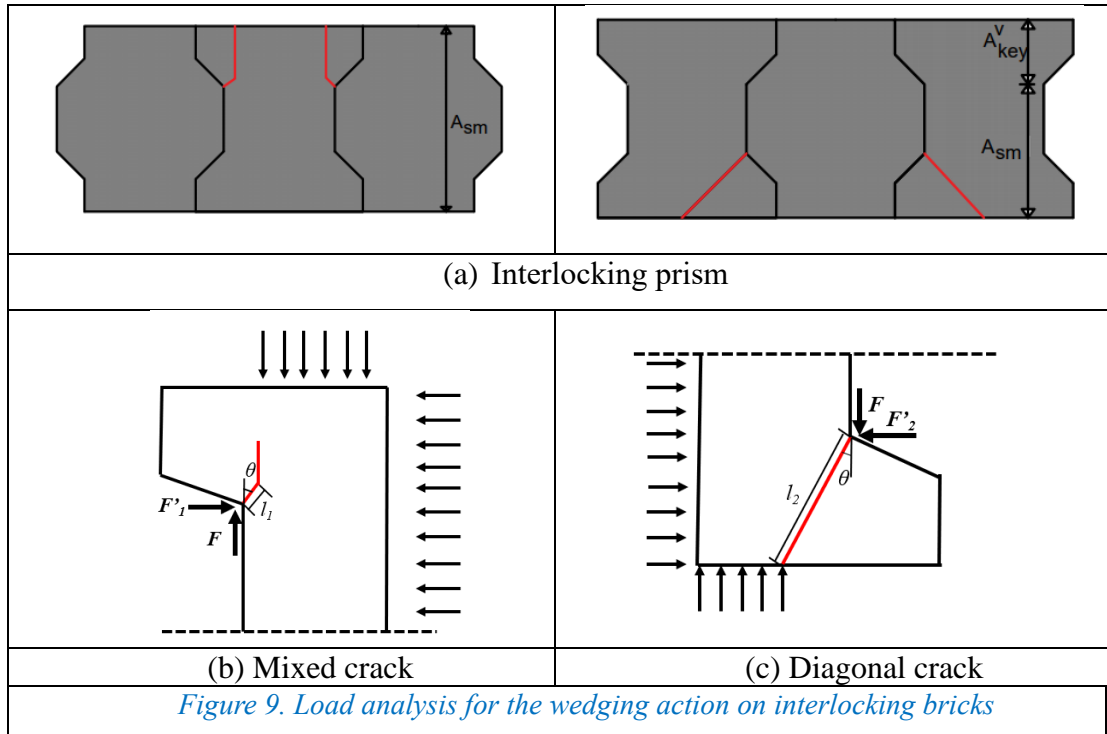 A_sm
A^v_key
A_sm
(a) Interlocking prism
θ
F'_1
l_1
F
F
F'_2
l_2
θ
(b) Mixed crack
(c) Diagonal crack
Figure 9. Load analysis for the wedging action on interlocking bricks